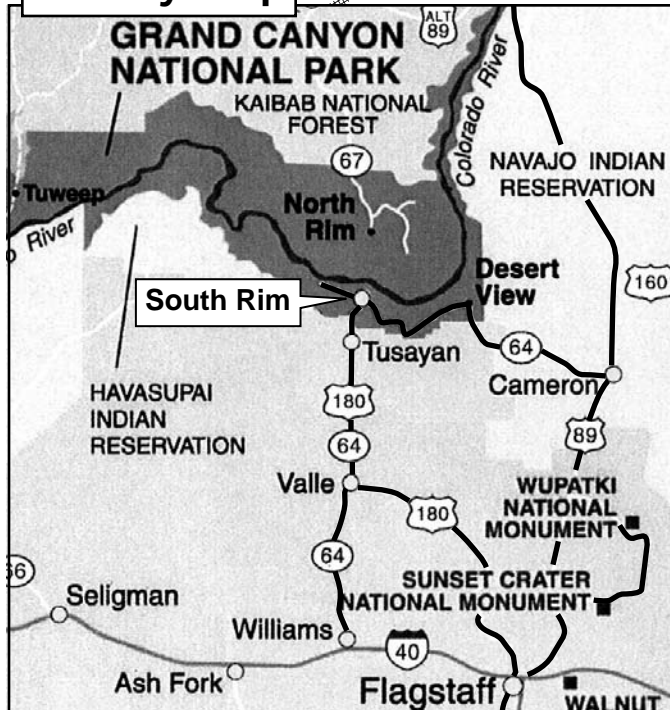 ALT
89
GRAND CANYON
NATIONAL PARK
KAIBAB NATIONAL
FOREST
67
Colorado River
NAVAJO INDIAN
RESERVATION
Tuweep
River
North
Rim
Desert
View
160
South Rim
Tusayan
64
Cameron
HAVASUPAI
INDIAN
RESERVATION
180
64
89
Valle
180
WUPATKI
NATIONAL
MONUMENT
64
SUNSET CRATER
NATIONAL MONUMENT
Seligman
Williams
40
Ash Fork
Flagstaff
WALNUT